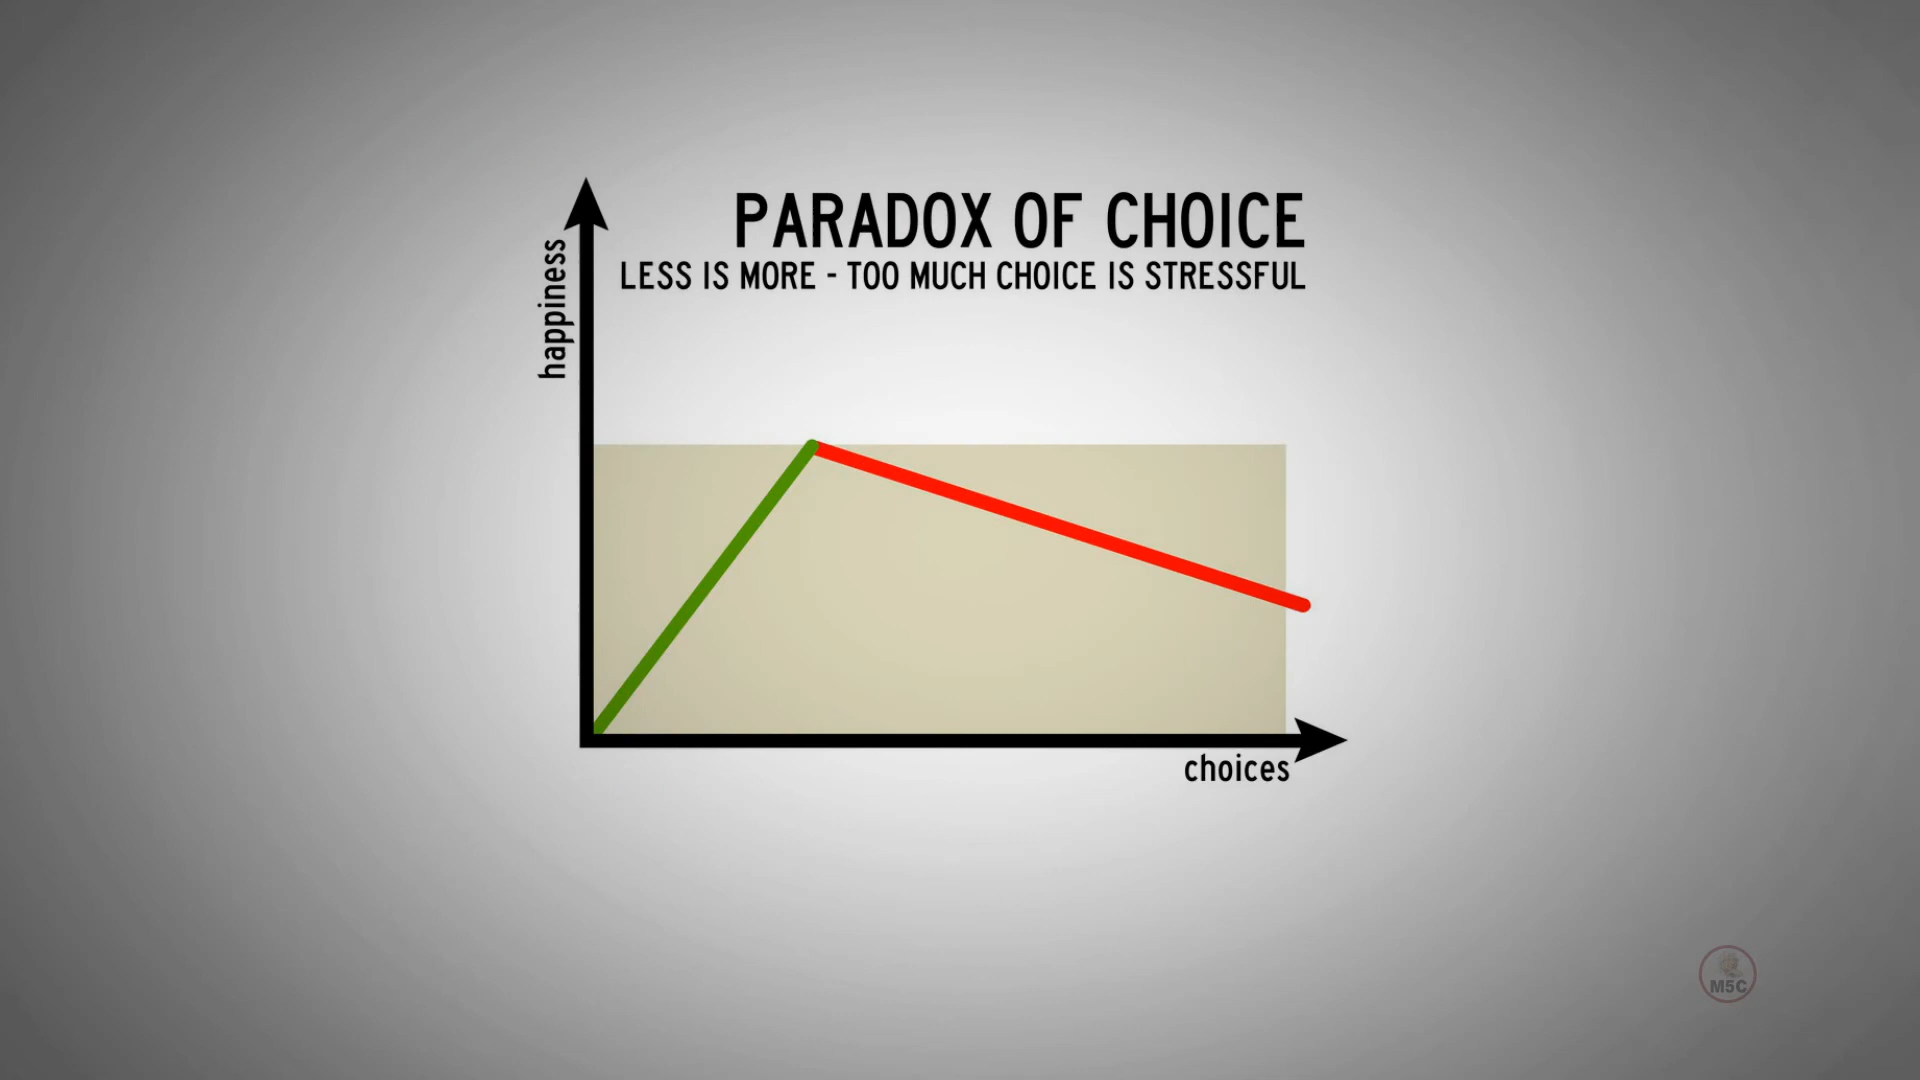 PARADOX OF CHOICE
LESS IS MORE - TOO MUCH CHOICE IS STRESSFUL
happiness
choices
M5C